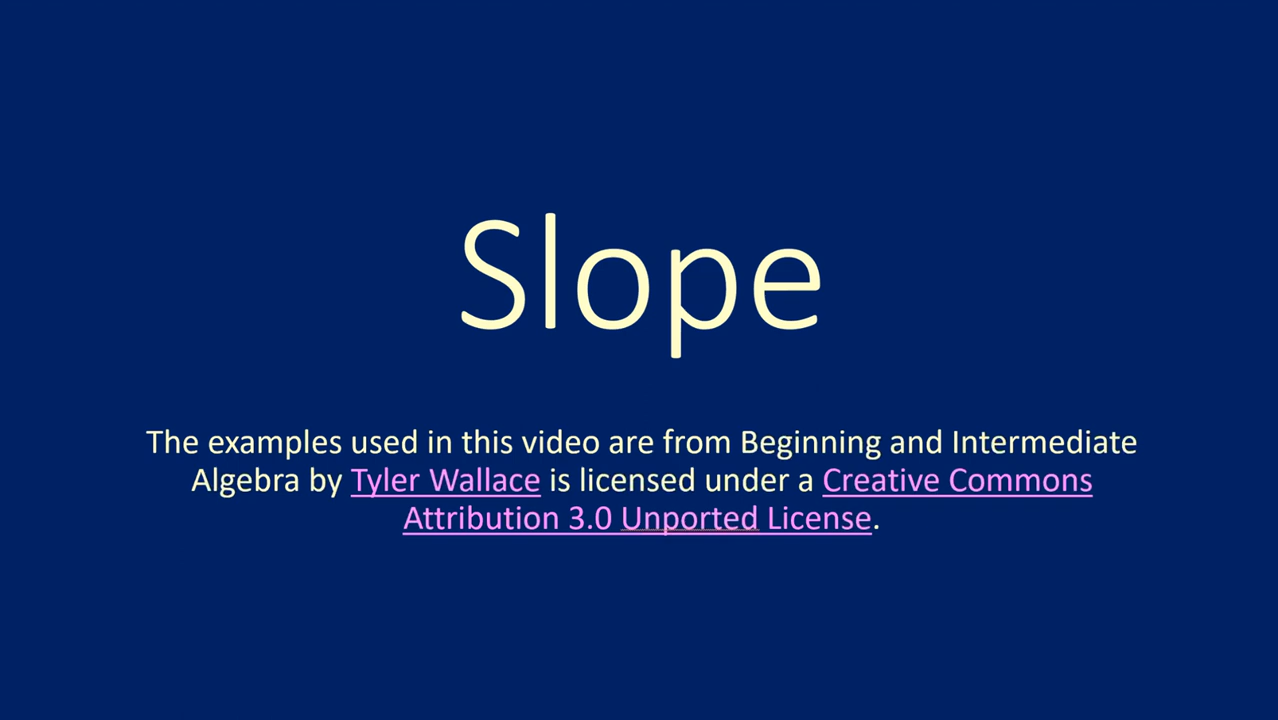 Slope
The examples used in this video are from Beginning and Intermediate
Algebra by Tyler Wallace is licensed under a Creative Commons
Attribution 3.0 Unported License.